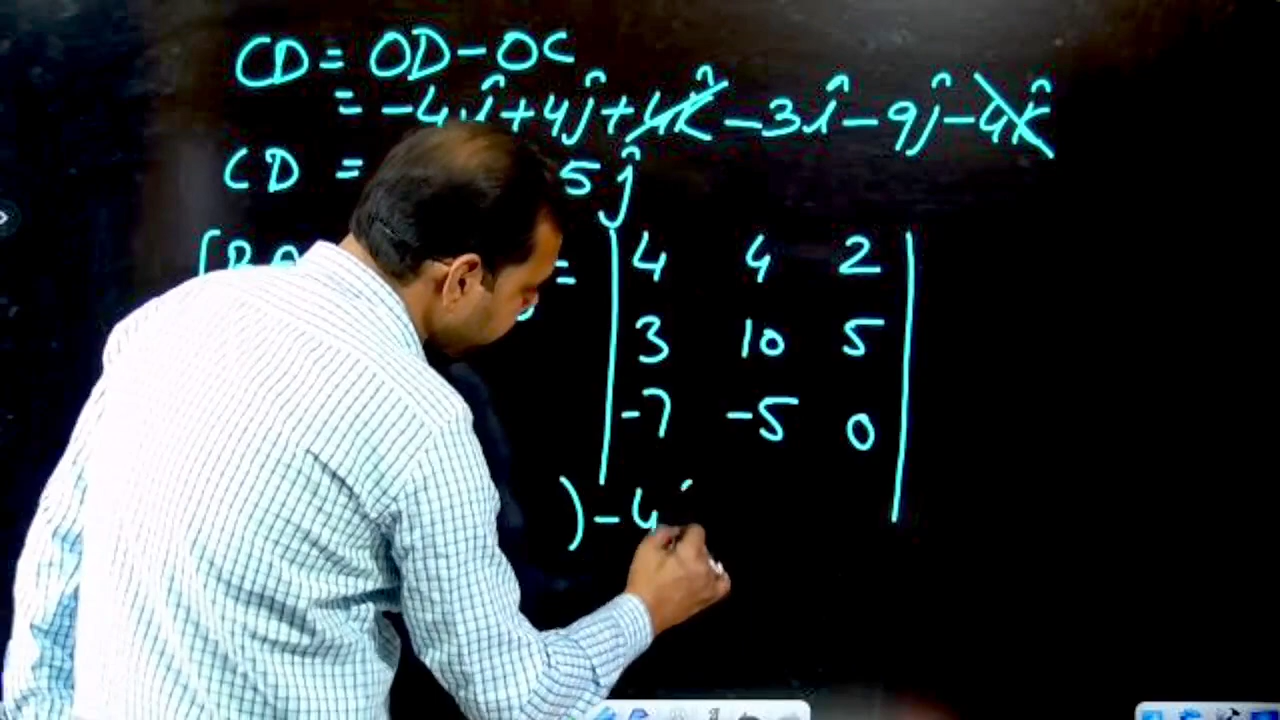 CD = OD - OC
= -4î + 4ĵ + 4k̂ - 3î - 9ĵ - 4k̂
CD = 5ĵ
= | 4 4 2 |
3 10 5
-7 -5 0
) - 4